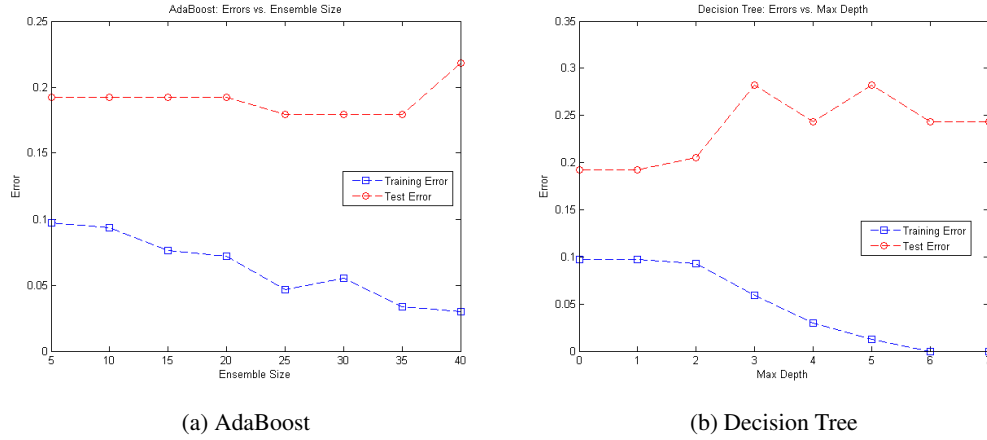 AdaBoost: Errors vs. Ensemble Size
0.25
0.2
0.15
0.1
0.05
0
Error
Training Error
Test Error
5 10 15 20 25 30 35 40
Ensemble Size
(a) AdaBoost
Decision Tree: Errors vs. Max Depth
0.35
0.3
0.25
0.2
0.15
0.1
0.05
0
Error
Training Error
Test Error
0 1 2 3 4 5 6 7
Max Depth
(b) Decision Tree